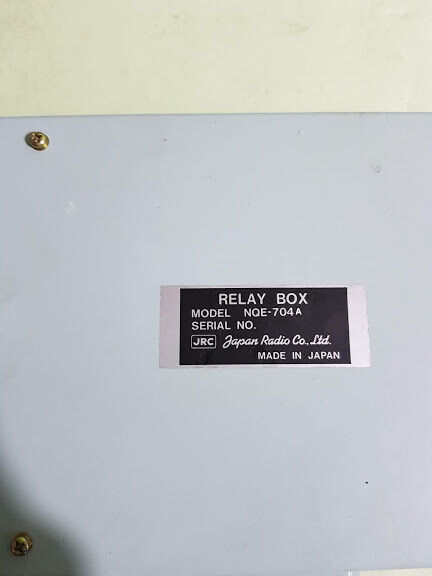 RELAY BOX
MODEL NQE-704A
SERIAL NO.
JRC Japan Radio Co., Ltd.
MADE IN JAPAN